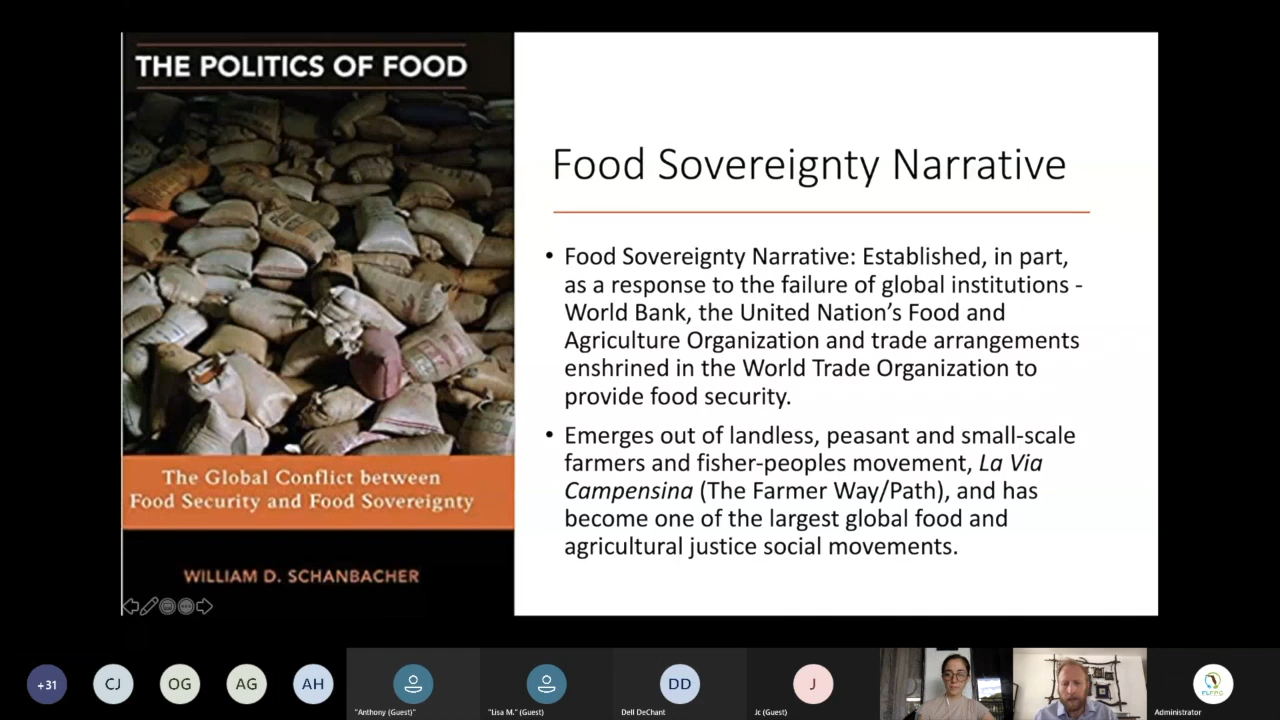 THE POLITICS OF FOOD
The Global Conflict between
Food Security and Food Sovereignty
WILLIAM D. SCHANBACHER
Food Sovereignty Narrative
• Food Sovereignty Narrative: Established, in part,
as a response to the failure of global institutions -
World Bank, the United Nation’s Food and
Agriculture Organization and trade arrangements
enshrined in the World Trade Organization to
provide food security.
• Emerges out of landless, peasant and small-scale
farmers and fisher-peoples movement, La Via
Campensina (The Farmer Way/Path), and has
become one of the largest global food and
agricultural justice social movements.
+31
CJ
OG
AG
AH
"Anthony (Guest)"
"Lisa M." (Guest)
DD
Dell DeChant
J
Jc (Guest)
FLFPC
Administrator